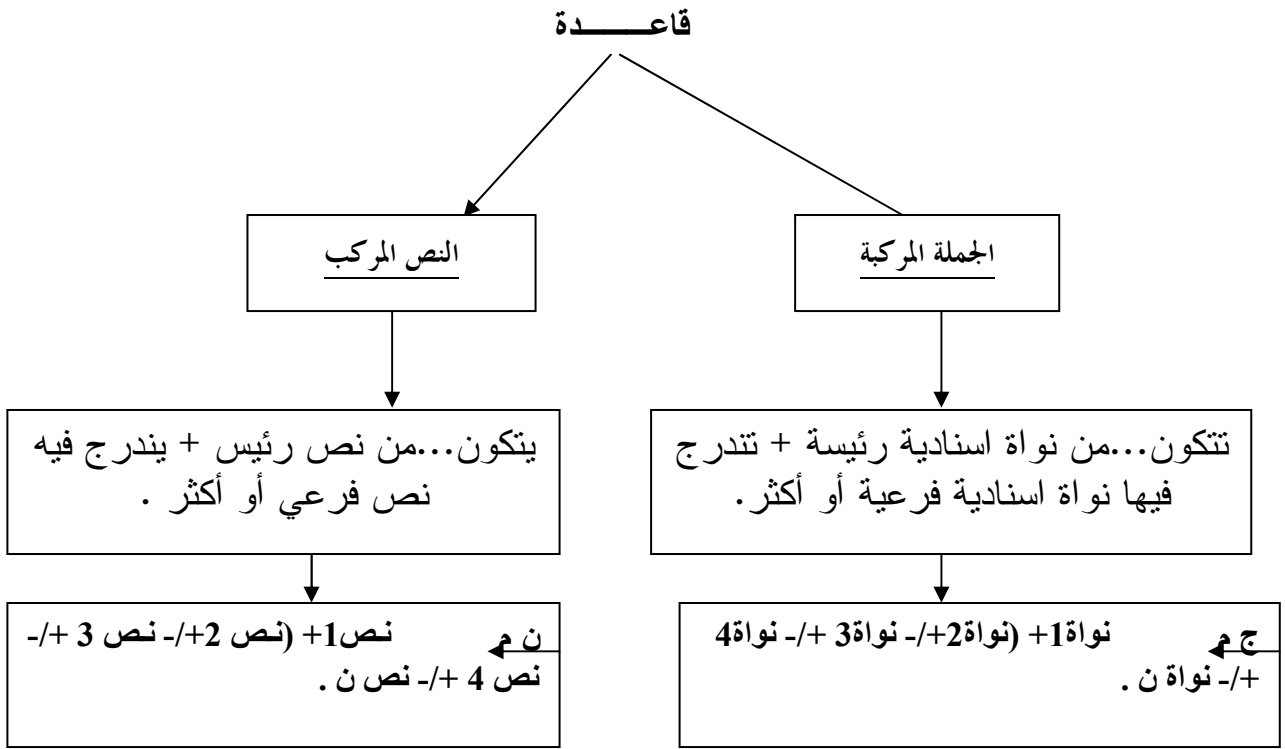 قاعــــــدة
الجملة المركبة
النص المركب
تتكون...من نواة اسنادية رئيسة + تتدرج
فيها نواة اسنادية فرعية أو أكثر.
يتكون...من نص رئيس + يندرج فيه
نص فرعي أو أكثر .
ج م نواة1+ (نواة2+/- نواة3 +/- نواة4
+/- نواة ن .
ن م نص1+ (نص 2+/- نص 3 +/-
نص 4 +/- نص ن .